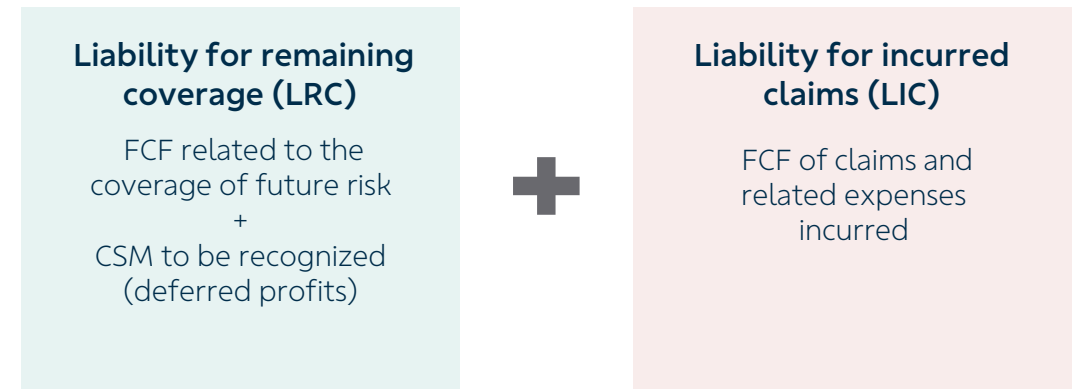 Liability for remaining
coverage (LRC)
FCF related to the
coverage of future risk
+
CSM to be recognized
(deferred profits)
+
Liability for incurred
claims (LIC)
FCF of claims and
related expenses
incurred